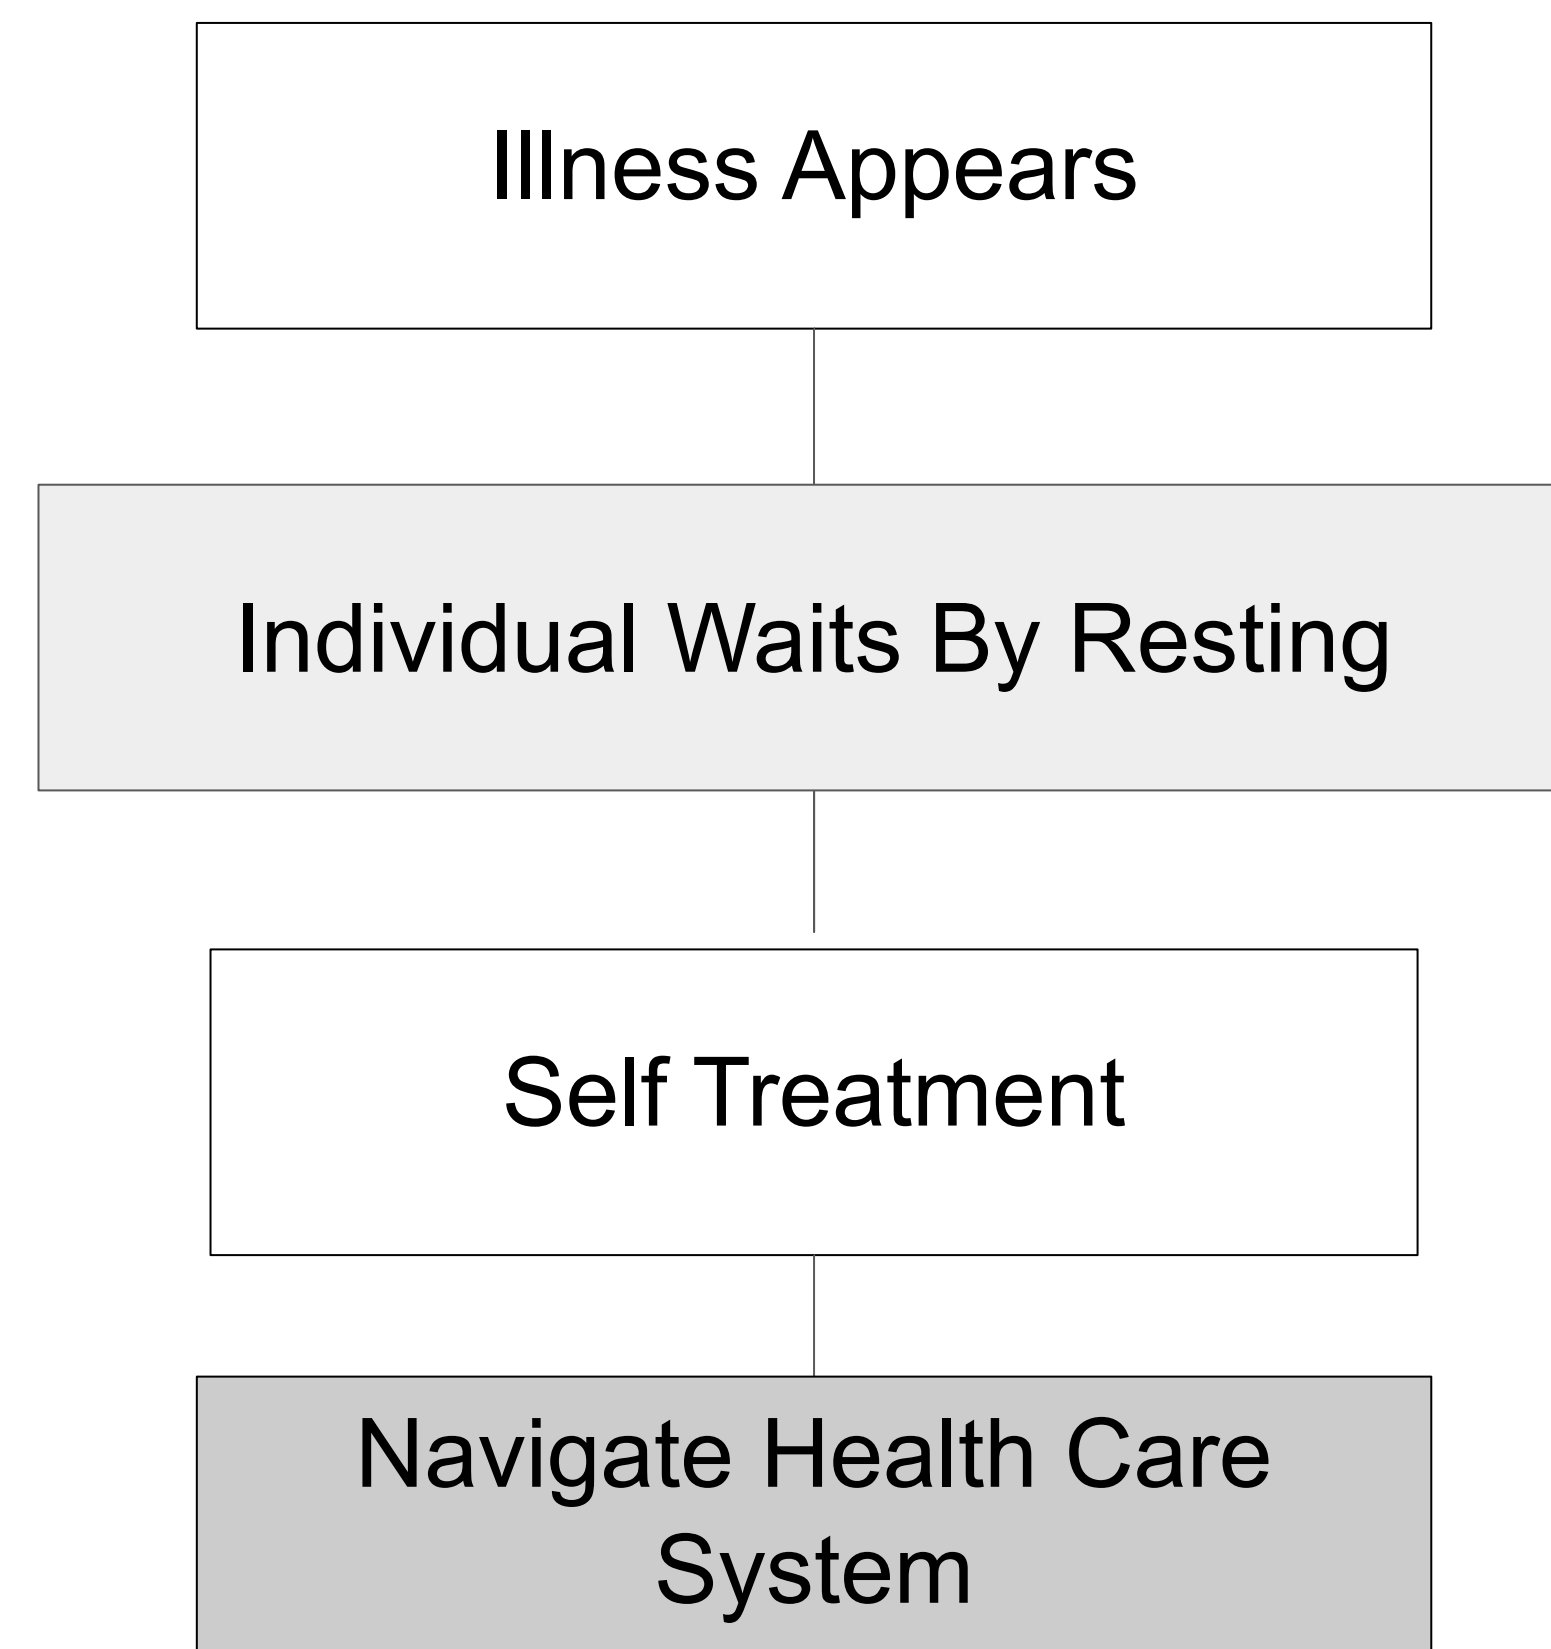 Illness Appears
Individual Waits By Resting
Self Treatment
Navigate Health Care
System